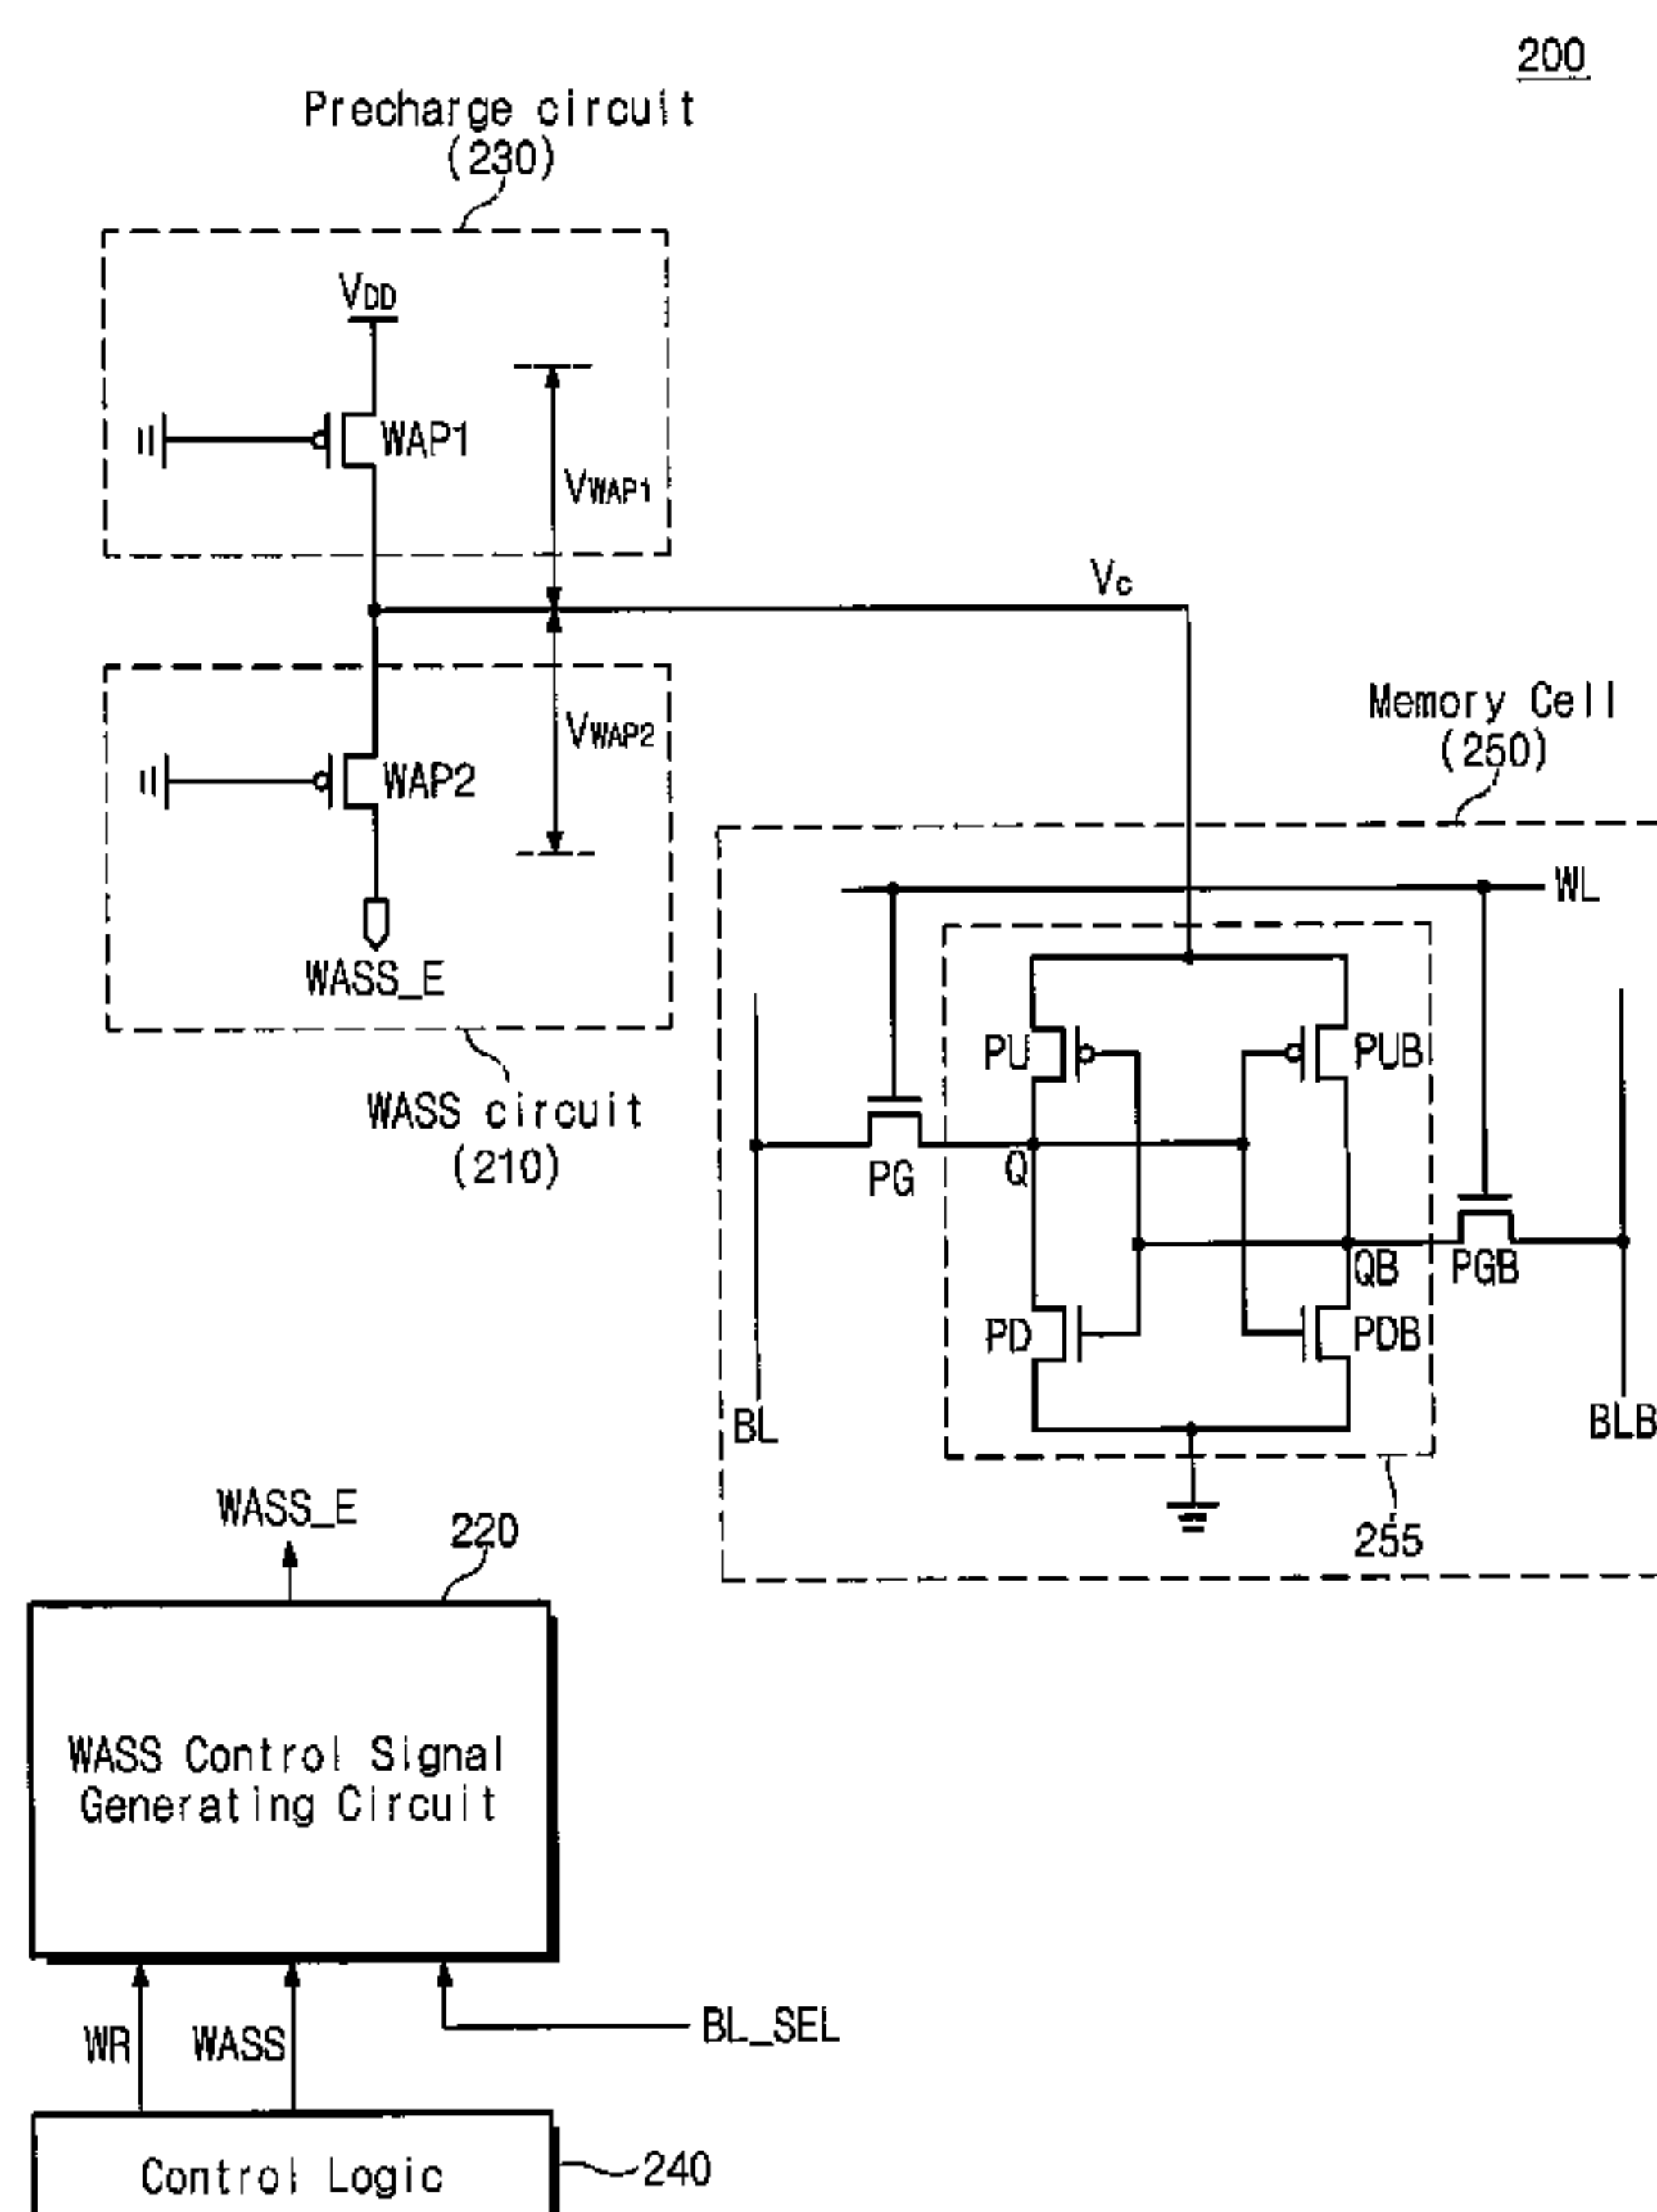 200
Precharge circuit
(230)
VDD
WAP1
VWAP1
Vc
VWAP2
WAP2
WASS_E
WASS circuit
(210)
Memory Cell
(250)
WL
PU
PUB
PG
Q
QB
PGB
PD
PDB
BL
BLB
255
WASS_E
220
WASS Control Signal
Generating Circuit
WR
WASS
BL_SEL
Control Logic
240